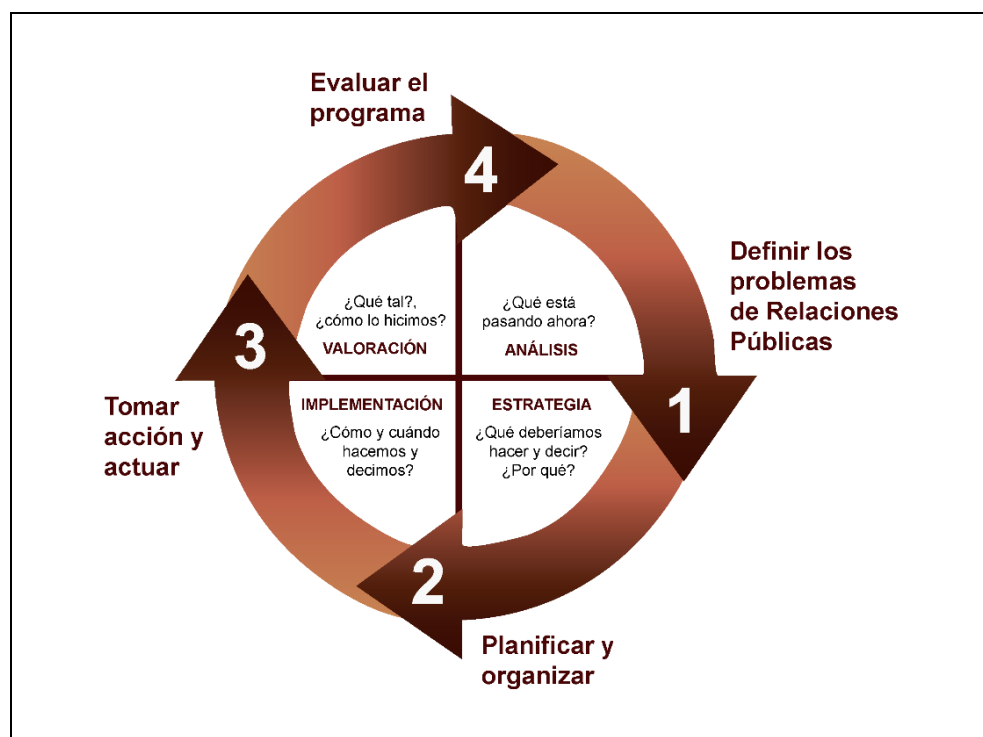 Evaluar el
programa
4
Definir los
problemas
de Relaciones
Públicas
1
¿Qué tal?,
¿cómo lo hicimos?
VALORACIÓN
¿Qué está
pasando ahora?
ANÁLISIS
3
Tomar
acción y
actuar
IMPLEMENTACIÓN
¿Cómo y cuándo
hacemos y
decimos?
ESTRATEGIA
¿Qué deberíamos
hacer y decir?
¿Por qué?
2
Planificar y
organizar